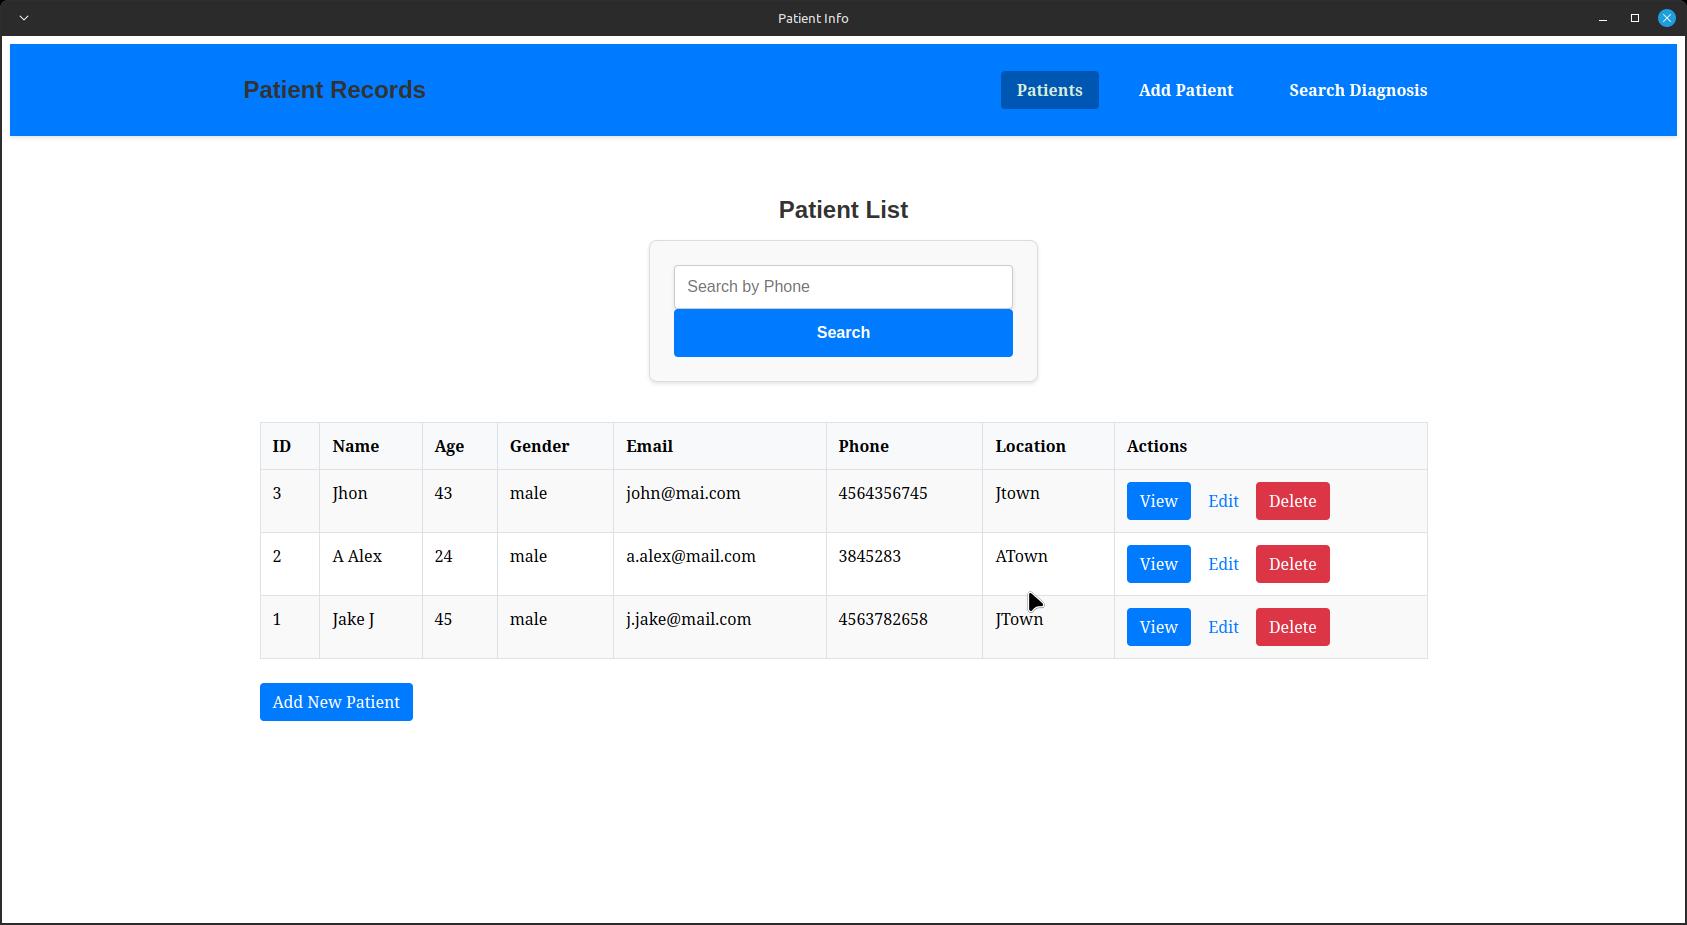 Patient Info
Patient Records
Patients Add Patient Search Diagnosis
Patient List
Search by Phone
Search
ID Name Age Gender Email Phone Location Actions
3 Jhon 43 male john@mai.com 4564356745 Jtown View Edit Delete
2 A Alex 24 male a.alex@mail.com 3845283 ATown View Edit Delete
1 Jake J 45 male j.jake@mail.com 4563782658 JTown View Edit Delete
Add New Patient